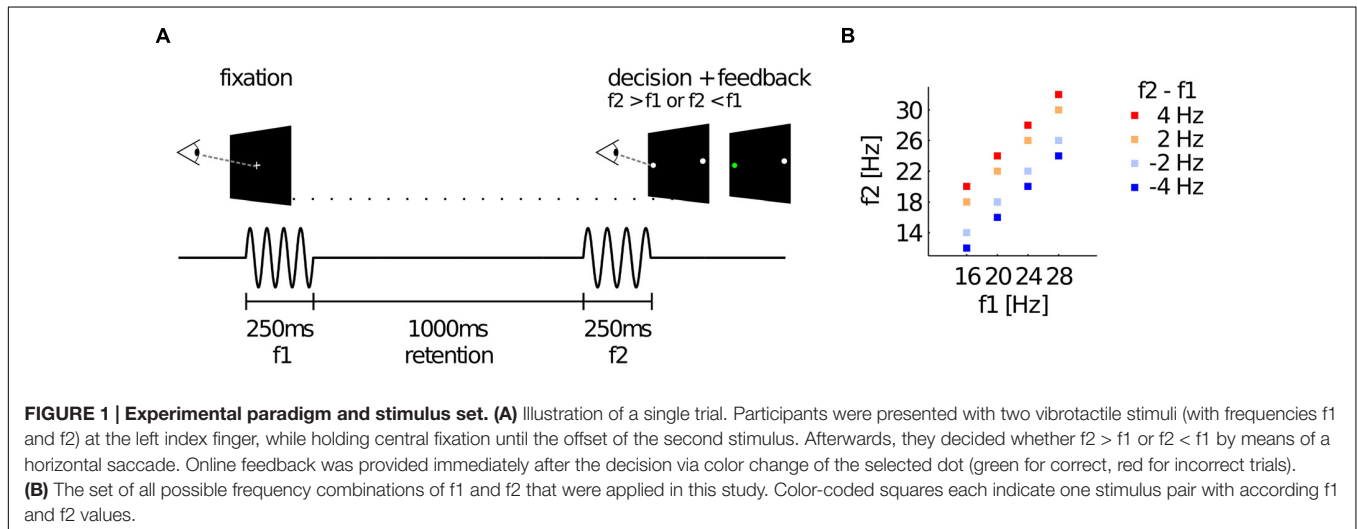 A
fixation
decision + feedback
f2 > f1 or f2 < f1
250ms
f1
1000ms
retention
250ms
f2
B
f2 [Hz]
30
26
22
18
14
16 20 24 28
f1 [Hz]
f2 - f1
4 Hz
2 Hz
-2 Hz
-4 Hz
FIGURE 1 | Experimental paradigm and stimulus set. (A) Illustration of a single trial. Participants were presented with two vibrotactile stimuli (with frequencies f1
and f2) at the left index finger, while holding central fixation until the offset of the second stimulus. Afterwards, they decided whether f2 > f1 or f2 < f1 by means of a
horizontal saccade. Online feedback was provided immediately after the decision via color change of the selected dot (green for correct, red for incorrect trials).
(B) The set of all possible frequency combinations of f1 and f2 that were applied in this study. Color-coded squares each indicate one stimulus pair with according f1
and f2 values.